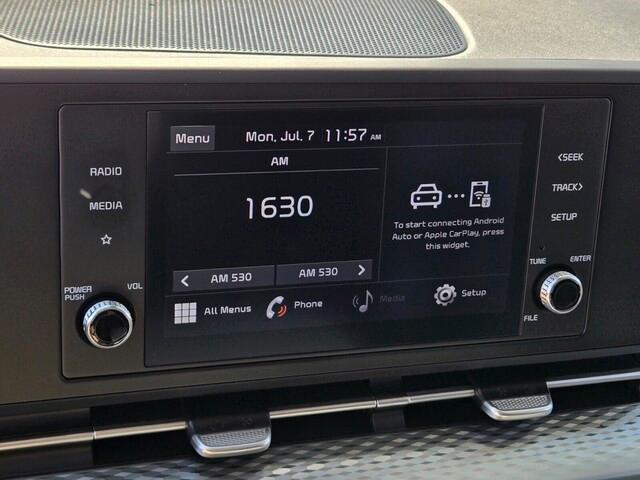 Menu
Mon, Jul. 7 11:57 AM
AM
1630
To start connecting Android
Auto or Apple CarPlay, press
this widget.
< AM 530
AM 530 >
All Menus
Phone
Media
Setup
RADIO
MEDIA
☆
POWER
PUSH
VOL
<SEEK
TRACK>
SETUP
TUNE
ENTER
FILE